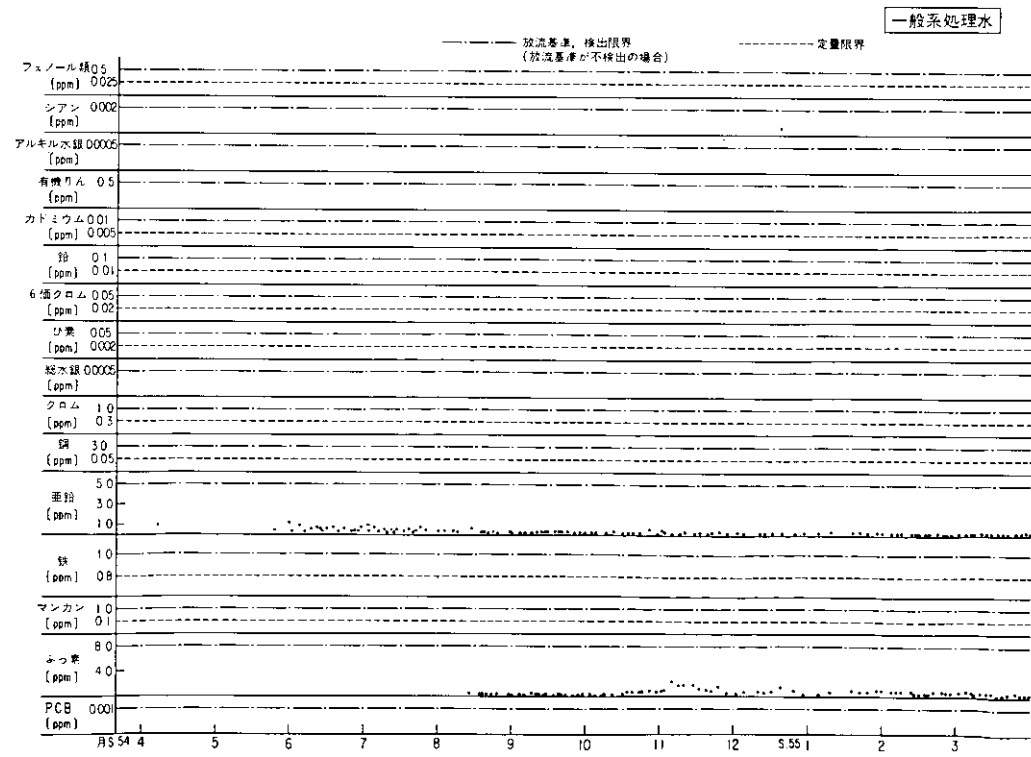 一般系処理水
放流基準, 検出限界
(放流基準が不検出の場合)
定量限界
フェノール類 0.5
[ppm] 0.025
シアン 0.002
[ppm]
アルキル水銀 0.0005
[ppm]
有機りん 0.5
[ppm]
カドミウム 0.01
[ppm] 0.005
鉛 0.1
[ppm] 0.01
6価クロム 0.05
[ppm] 0.02
ひ素 0.05
[ppm] 0.002
総水銀 0.0005
[ppm]
クロム 1.0
[ppm] 0.3
銅 3.0
[ppm] 0.05
5.0
亜鉛 3.0
[ppm]
1.0
鉄 1.0
[ppm] 0.8
マンガン 1.0
[ppm] 0.1
8.0
ふっ素
[ppm] 4.0
PCB 0.001
[ppm]
月 S.54 4 5 6 7 8 9 10 11 12 S.55 1 2 3